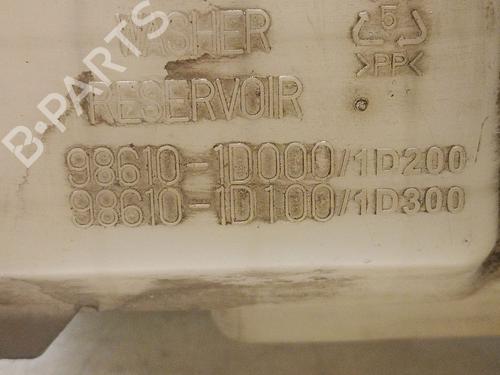 WASHER
RESERVOIR
5
>PP<
98610-1D000/1D200
98610-1D100/1D300
B-PARTS